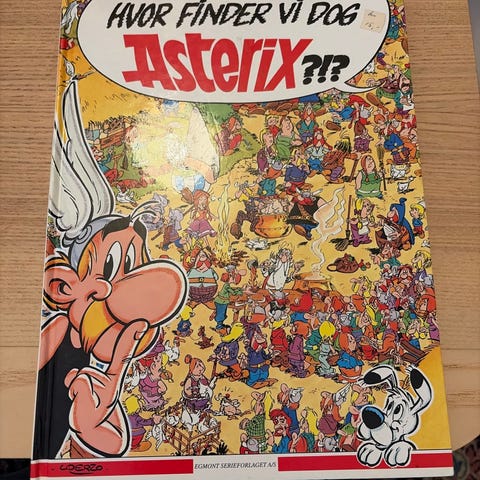 HVOR FINDER VI DOG
Asterix?!?
UDERZO
EGMONT SERIEFORLAGET A/S